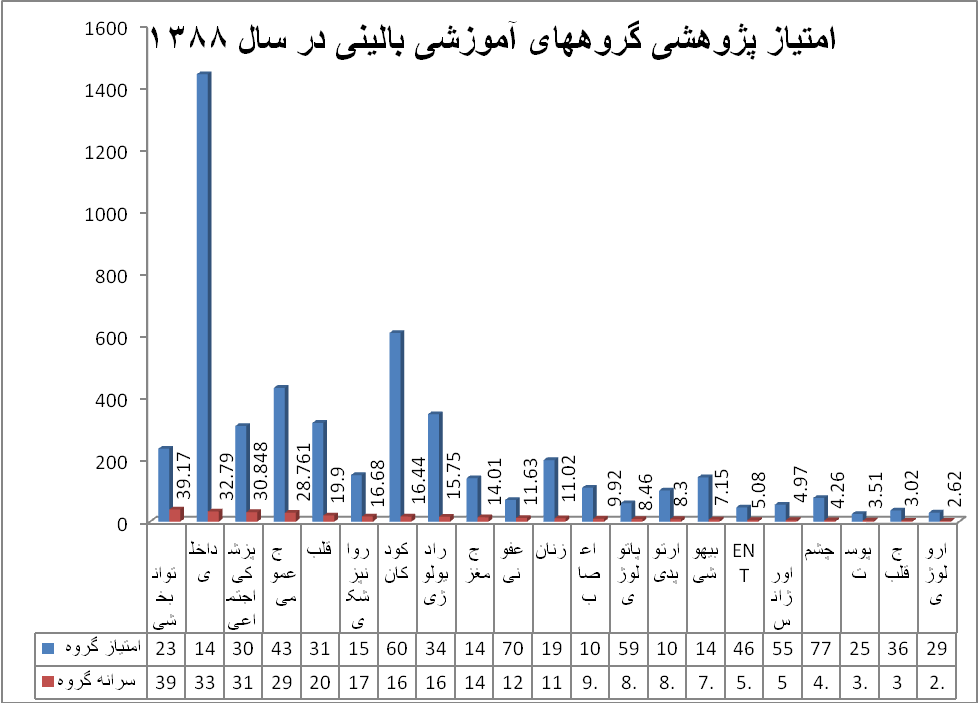 امتیاز پژوهشی گروههای آموزشی بالینی در سال ۱۳۸۸
1600
1400
1200
1000
800
600
400
200
0
39.17 32.79 30.848 28.761 19.9 16.68 16.44 15.75 14.01 11.63 11.02 9.92 8.46 8.3 7.15 5.08 4.97 4.26 3.51 3.02 2.62
توانبخشی
داخلی
پزشکی اجتماعی
ج عمومی
قلب
روانپزشکی
کودکان
رادیولوژی
ج مغز
عفونی
زنان
اعصاب
پاتولوژی
ارتوپدی
بیهوشی
ENT
اورژانس
چشم
پوست
ج قلب
ارولوژی
امتیاز گروه 23 14 30 43 31 15 60 34 14 70 19 10 59 10 14 46 55 77 25 36 29
سرانه گروه 39 33 31 29 20 17 16 16 14 12 11 9. 8. 8. 7. 5. 5 4. 3. 3 2.